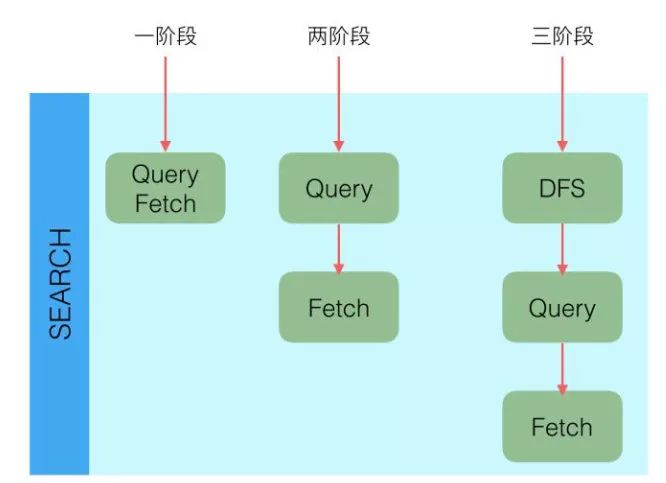 一阶段
两阶段
三阶段
SEARCH
Query
Fetch
Query
Fetch
DFS
Query
Fetch